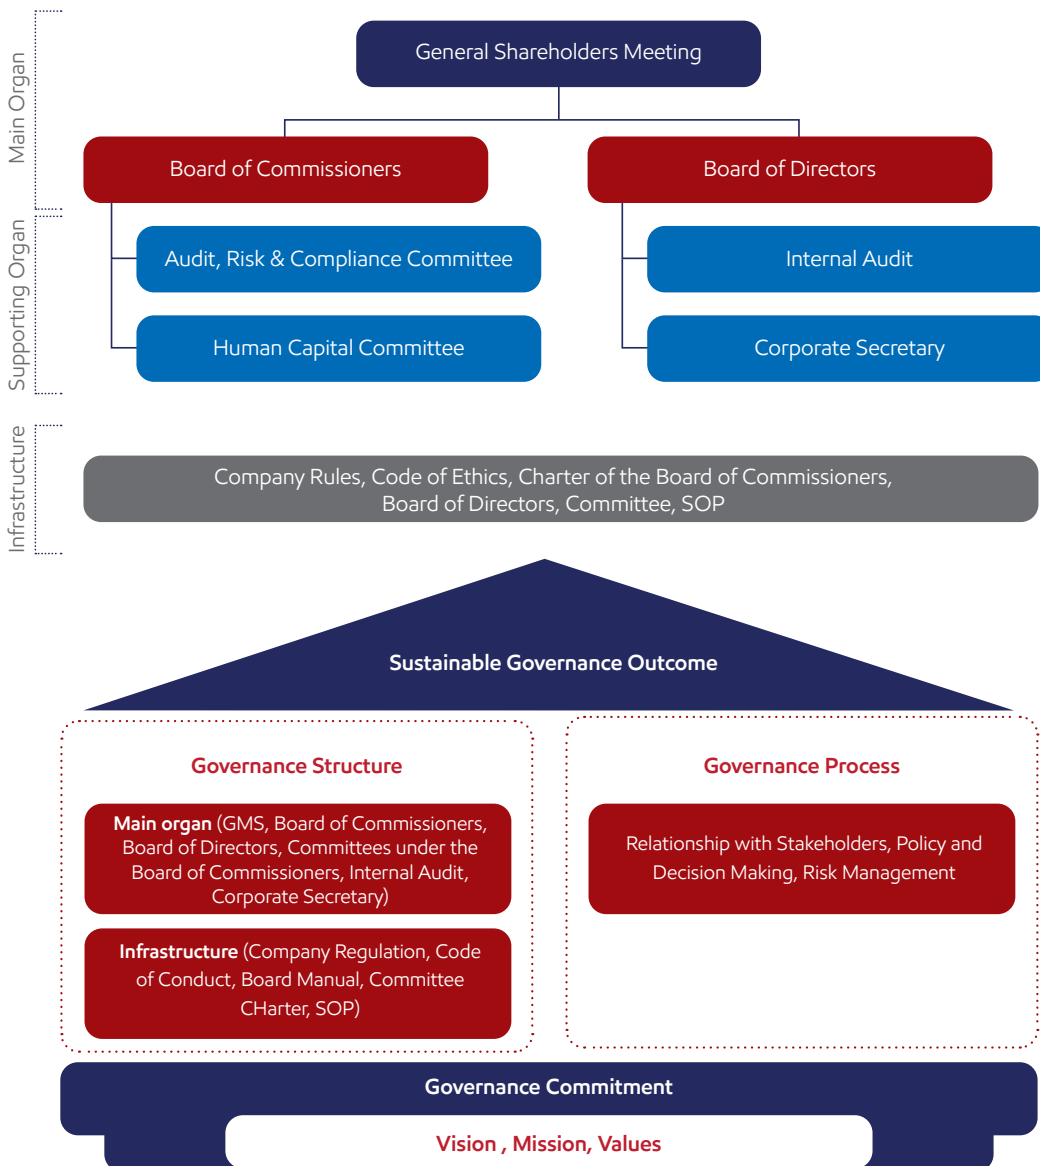 Main Organ
General Shareholders Meeting
Board of Commissioners
Board of Directors
Supporting Organ
Audit, Risk & Compliance Committee
Internal Audit
Human Capital Committee
Corporate Secretary
Infrastructure
Company Rules, Code of Ethics, Charter of the Board of Commissioners,
Board of Directors, Committee, SOP
Sustainable Governance Outcome
Governance Structure
Main organ (GMS, Board of Commissioners,
Board of Directors, Committees under the
Board of Commissioners, Internal Audit,
Corporate Secretary)
Infrastructure (Company Regulation, Code
of Conduct, Board Manual, Committee
CHarter, SOP)
Governance Process
Relationship with Stakeholders, Policy and
Decision Making, Risk Management
Governance Commitment
Vision , Mission, Values